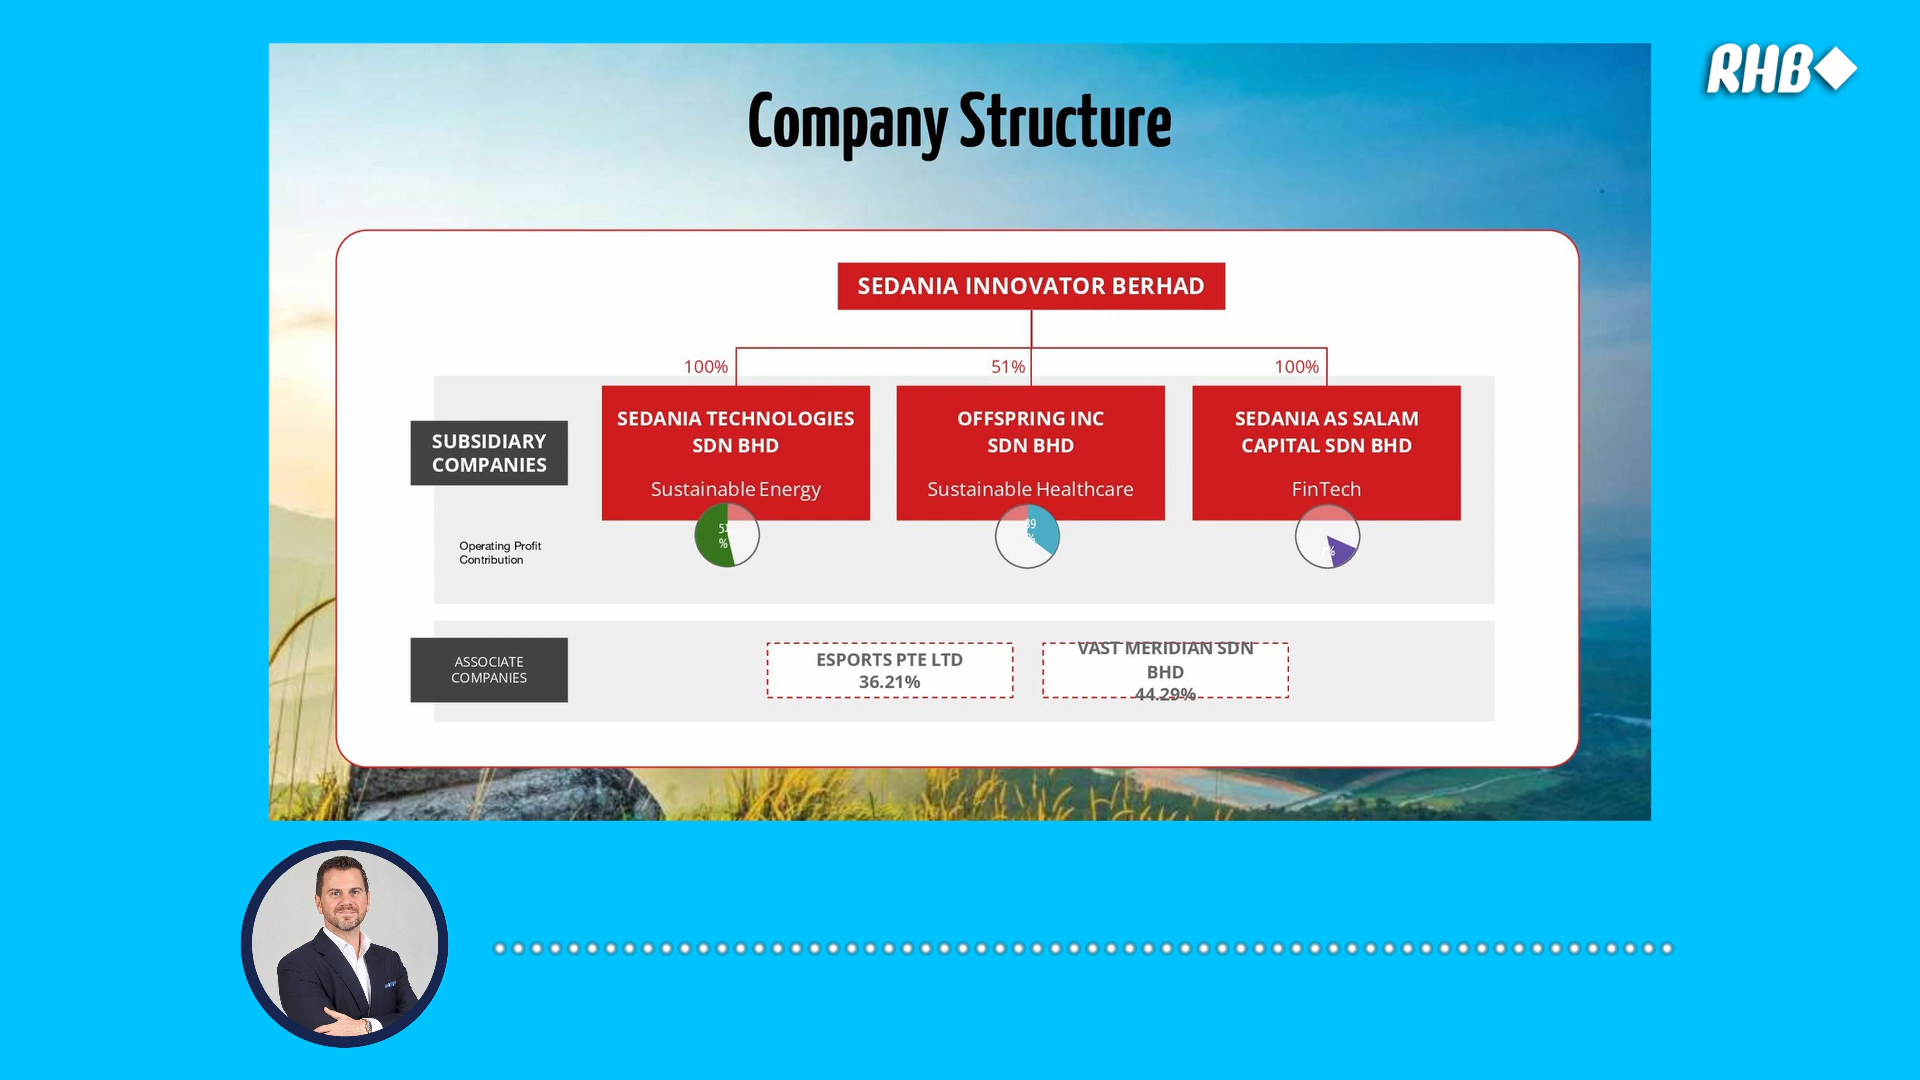 RHB
Company Structure
SEDANIA INNOVATOR BERHAD
100%
51%
100%
SUBSIDIARY
COMPANIES
SEDANIA TECHNOLOGIES
SDN BHD
Sustainable Energy
OFFSPRING INC
SDN BHD
Sustainable Healthcare
SEDANIA AS SALAM
CAPITAL SDN BHD
FinTech
Operating Profit
Contribution
%
39
%
%
ASSOCIATE
COMPANIES
ESPORTS PTE LTD
36.21%
VAST MERIDIAN SDN
BHD
44.29%